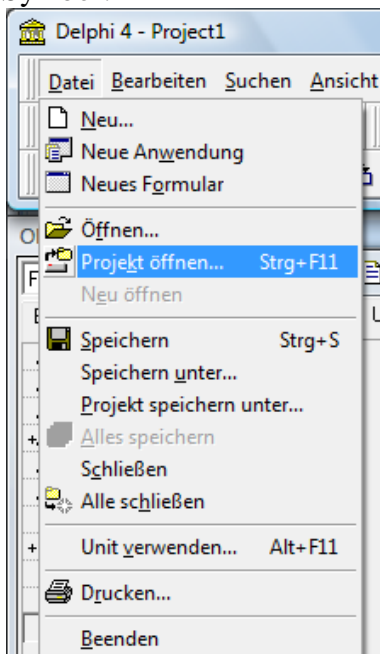 Delphi 4 - Project1
Datei Bearbeiten Suchen Ansicht
Neu...
Neue Anwendung
Neues Formular
Öffnen...
Projekt öffnen... Strg+F11
Neu öffnen
Speichern Strg+S
Speichern unter...
Projekt speichern unter...
Alles speichern
Schließen
Alle schließen
Unit verwenden... Alt+F11
Drucken...
Beenden